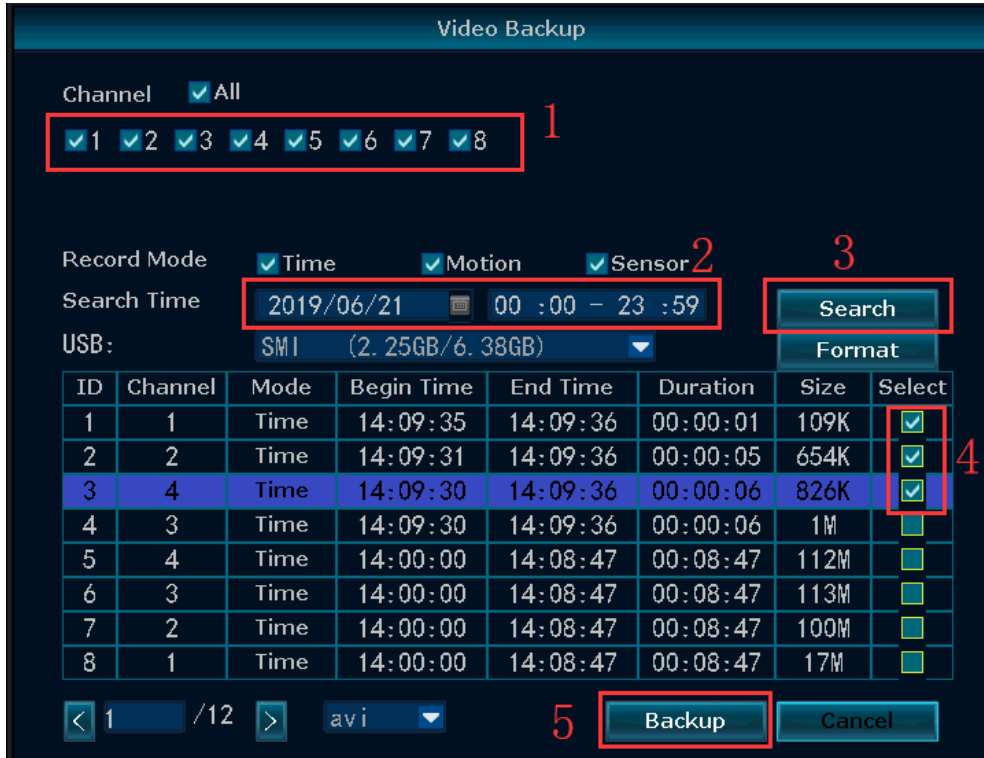 Video Backup
Channel All
1 2 3 4 5 6 7 8 1
Record Mode Time Motion Sensor 2 3
Search Time 2019/06/21 00 :00 - 23 :59 Search
USB: SMI (2.25GB/6.38GB) Format
ID Channel Mode Begin Time End Time Duration Size Select
1 1 Time 14:09:35 14:09:36 00:00:01 109K
2 2 Time 14:09:31 14:09:36 00:00:05 654K 4
3 4 Time 14:09:30 14:09:36 00:00:06 826K
4 3 Time 14:09:30 14:09:36 00:00:06 1M
5 4 Time 14:00:00 14:08:47 00:08:47 112M
6 3 Time 14:00:00 14:08:47 00:08:47 113M
7 2 Time 14:00:00 14:08:47 00:08:47 100M
8 1 Time 14:00:00 14:08:47 00:08:47 17M
< 1 /12 > avi 5 Backup Cancel